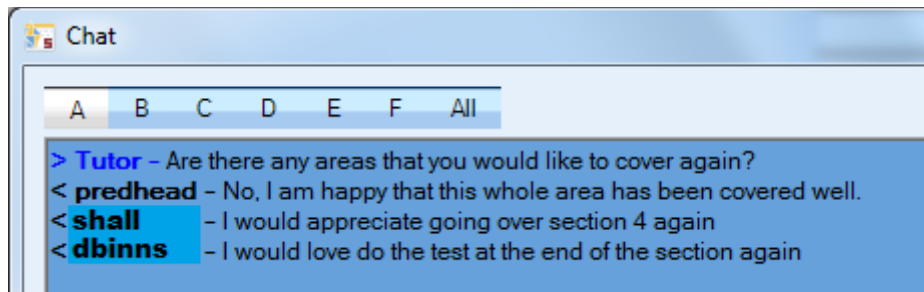 Chat
A B C D E F All
> Tutor – Are there any areas that you would like to cover again?
< predhead – No, I am happy that this whole area has been covered well.
< shall – I would appreciate going over section 4 again
< dbinns – I would love do the test at the end of the section again